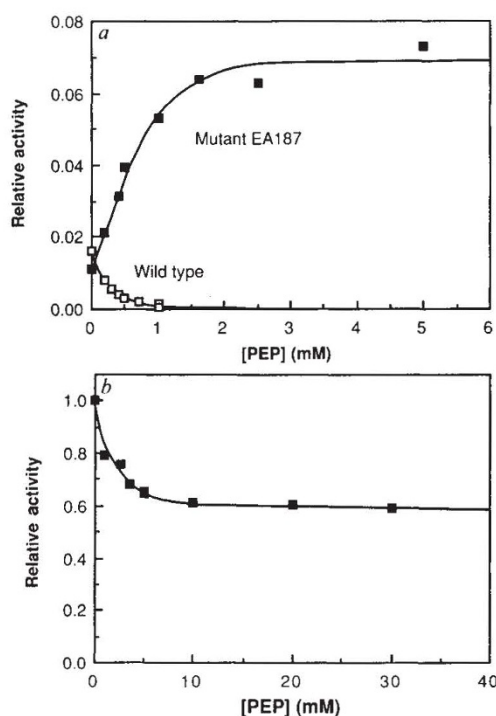 a
0.08
0.06
0.04
0.02
0.00
Relative activity
Mutant EA187
Wild type
0 1 2 3 4 5 6
[PEP] (mM)
b
1.0
0.8
0.6
0.4
0.2
0.0
Relative activity
0 10 20 30 40
[PEP] (mM)